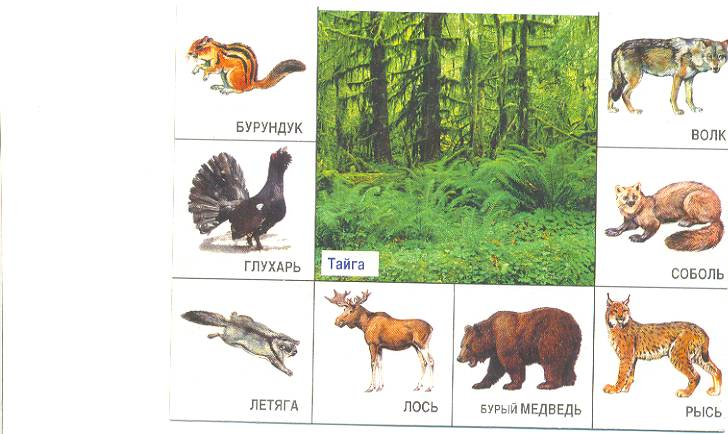 БУРУНДУК
ВОЛК
ГЛУХАРЬ
Тайга
СОБОЛЬ
ЛЕТЯГА
ЛОСЬ
БУРЫЙ МЕДВЕДЬ
РЫСЬ